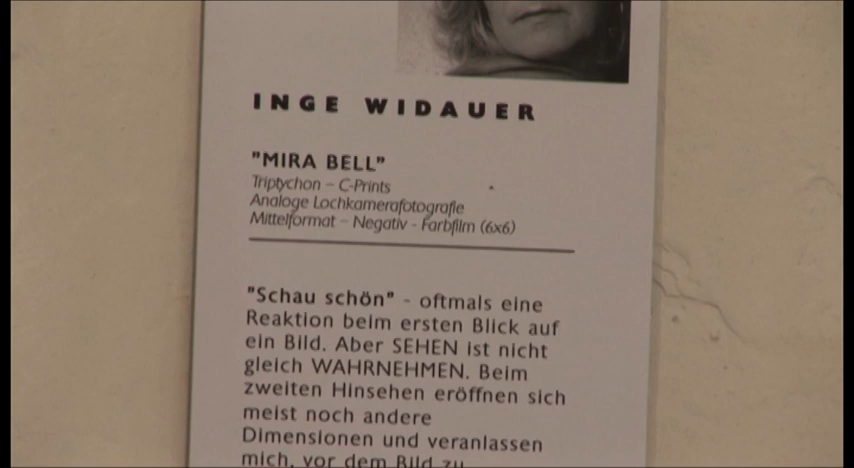 INGE WIDAUER
"MIRA BELL"
Triptychon – C-Prints
Analoge Lochkamerafotografie
Mittelformat – Negativ - Farbfilm (6x6)
"Schau schön" - oftmals eine
Reaktion beim ersten Blick auf
ein Bild. Aber SEHEN ist nicht
gleich WAHRNEHMEN. Beim
zweiten Hinsehen eröffnen sich
meist noch andere
Dimensionen und veranlassen
mich, vor dem Bild zu